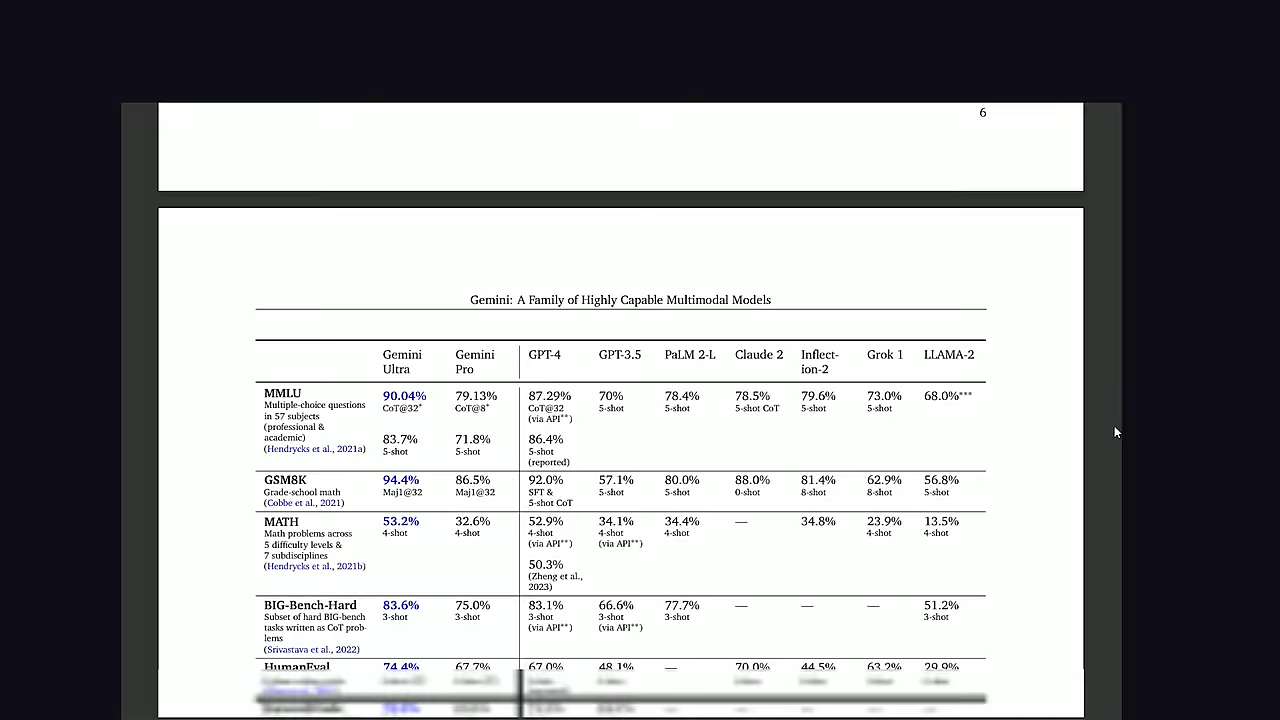 6
Gemini: A Family of Highly Capable Multimodal Models
Gemini Ultra Gemini Pro GPT-4 GPT-3.5 PaLM 2-L Claude 2 Inflect-ion-2 Grok 1 LLAMA-2
MMLU 90.04% 79.13% 87.29% 70% 78.4% 78.5% 79.6% 73.0% 68.0%***
Multiple-choice questions CoT@32* CoT@8* CoT@32 5-shot 5-shot 5-shot CoT 5-shot 5-shot
in 57 subjects (via API**)
(professional &
academic) 83.7% 71.8% 86.4%
(Hendrycks et al., 2021a) 5-shot 5-shot 5-shot
(reported)
GSM8K 94.4% 86.5% 92.0% 57.1% 80.0% 88.0% 81.4% 62.9% 56.8%
Grade-school math Maj1@32 Maj1@32 SFT & 5-shot 5-shot 0-shot 8-shot 8-shot 5-shot
(Cobbe et al., 2021) 5-shot CoT
MATH 53.2% 32.6% 52.9% 34.1% 34.4% — 34.8% 23.9% 13.5%
Math problems across 4-shot 4-shot 4-shot 4-shot 4-shot 4-shot 4-shot
5 difficulty levels & (via API**) (via API**)
7 subdisciplines
(Hendrycks et al., 2021b) 50.3%
(Zheng et al.,
2023)
BIG-Bench-Hard 83.6% 75.0% 83.1% 66.6% 77.7% — — — 51.2%
Subset of hard BIG-bench 3-shot 3-shot 3-shot 3-shot 3-shot 3-shot
tasks written as CoT prob- (via API**) (via API**)
lems
(Srivastava et al., 2022)
HumanEval 74.4% 67.7% 67.0% 48.1% — 70.0% 44.5% 63.2% 29.9%